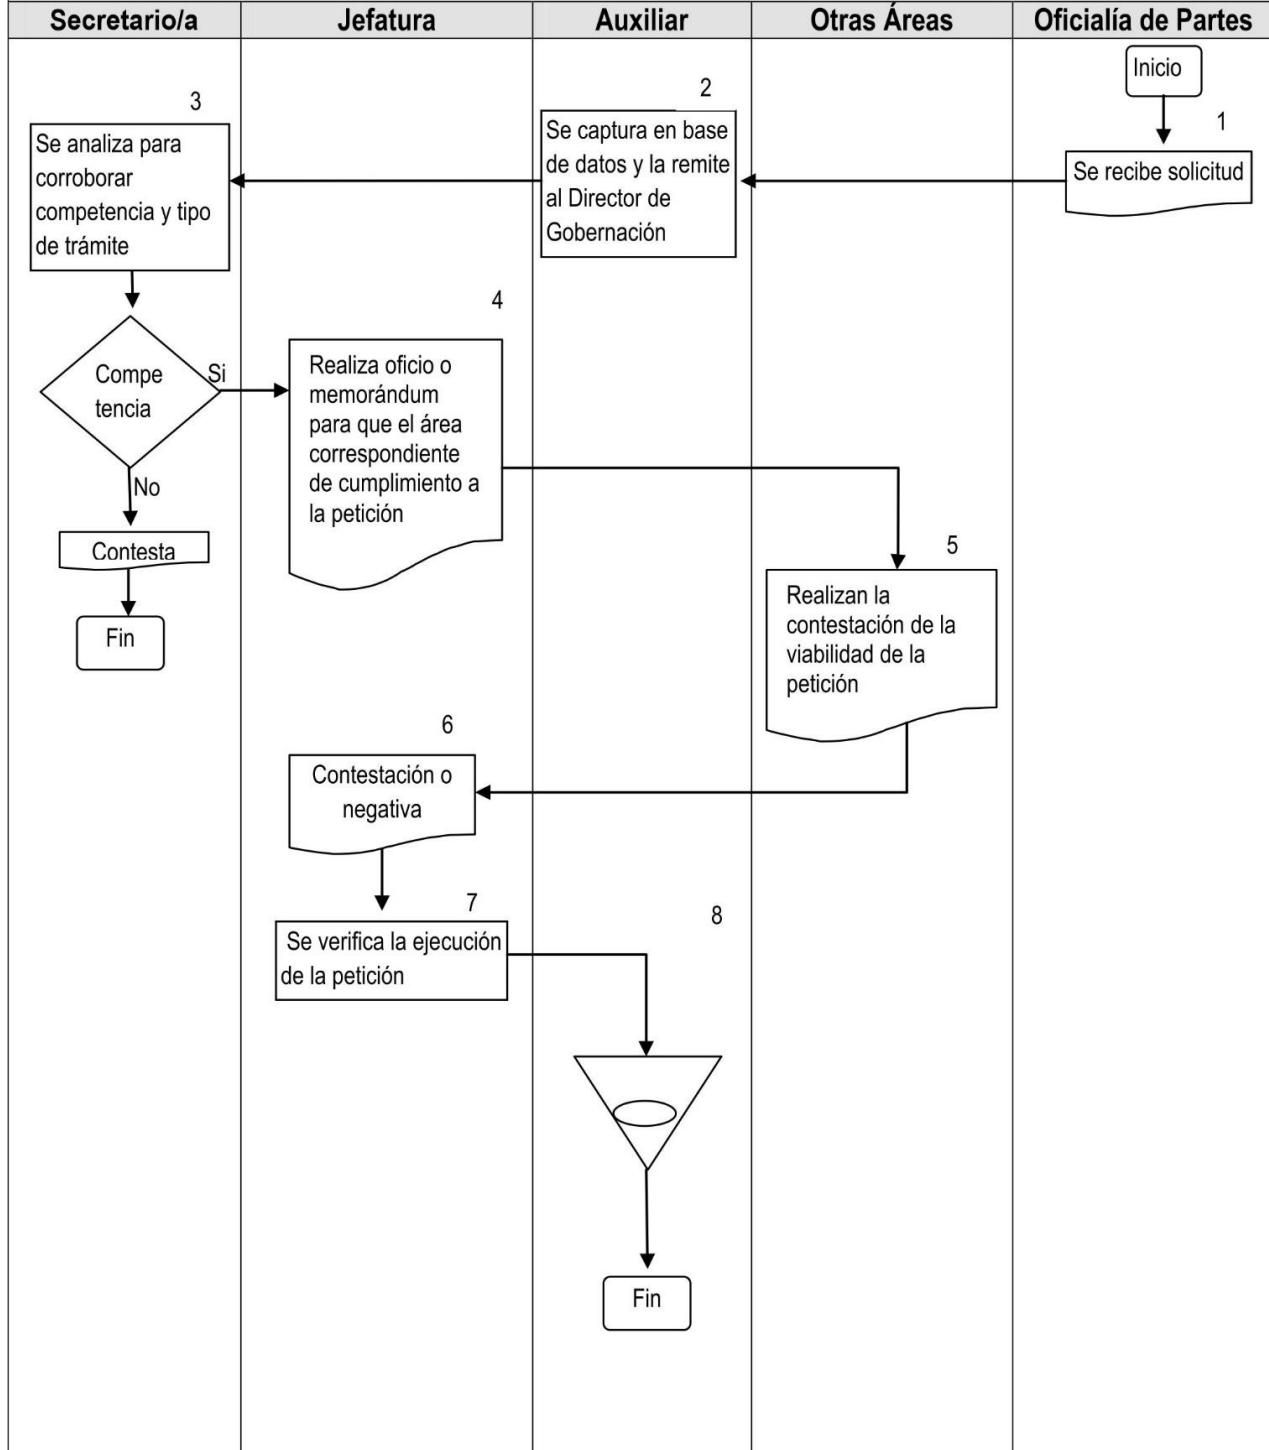 Secretario/a
Jefatura
Auxiliar
Otras Áreas
Oficialía de Partes
Inicio
1
Se recibe solicitud
2
Se captura en base
de datos y la remite
al Director de
Gobernación
3
Se analiza para
corroborar
competencia y tipo
de trámite
Compe
tencia
Si
No
Contesta
Fin
4
Realiza oficio o
memorándum
para que el área
correspondiente
de cumplimiento a
la petición
5
Realizan la
contestación de la
viabilidad de la
petición
6
Contestación o
negativa
7
Se verifica la ejecución
de la petición
8
Fin